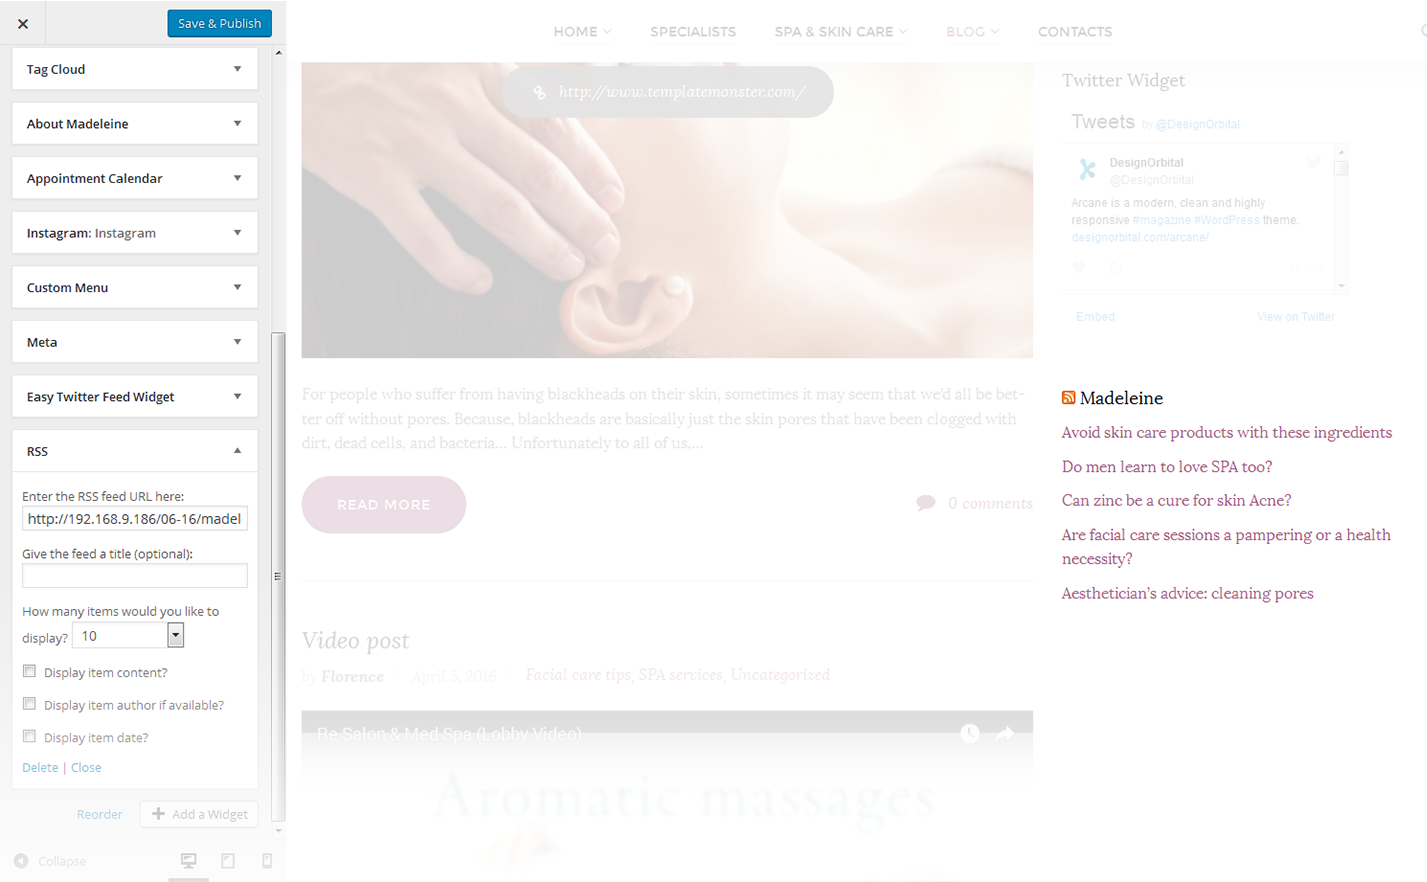 Save & Publish
Tag Cloud
About Madeleine
Appointment Calendar
Instagram: Instagram
Custom Menu
Meta
Easy Twitter Feed Widget
RSS
Enter the RSS feed URL here:
http://192.168.9.186/06-16/madel
Give the feed a title (optional):
How many items would you like to
display? 10
Display item content?
Display item author if available?
Display item date?
Delete | Close
Reorder
Add a Widget
Collapse
HOME SPECIALISTS SPA & SKIN CARE BLOG CONTACTS
http://www.templatemonster.com/
For people who suffer from having blackheads on their skin, sometimes it may seem that we'd all be bet-
ter off without pores. Because, blackheads are basically just the skin pores that have been clogged with
dirt, dead cells, and bacteria... Unfortunately to all of us,...
READ MORE
0 comments
Video post
by Florence April 5, 2016 Facial care tips, SPA services, Uncategorized
Re Salon & Med Spa (Lobby Video)
Aromatic massages
Twitter Widget
Tweets by @DesignOrbital
DesignOrbital
@DesignOrbital
Arcane is a modern, clean and highly
responsive #magazine #WordPress theme.
designorbital.com/arcane/
Embed
View on Twitter
Madeleine
Avoid skin care products with these ingredients
Do men learn to love SPA too?
Can zinc be a cure for skin Acne?
Are facial care sessions a pampering or a health
necessity?
Aesthetician's advice: cleaning pores